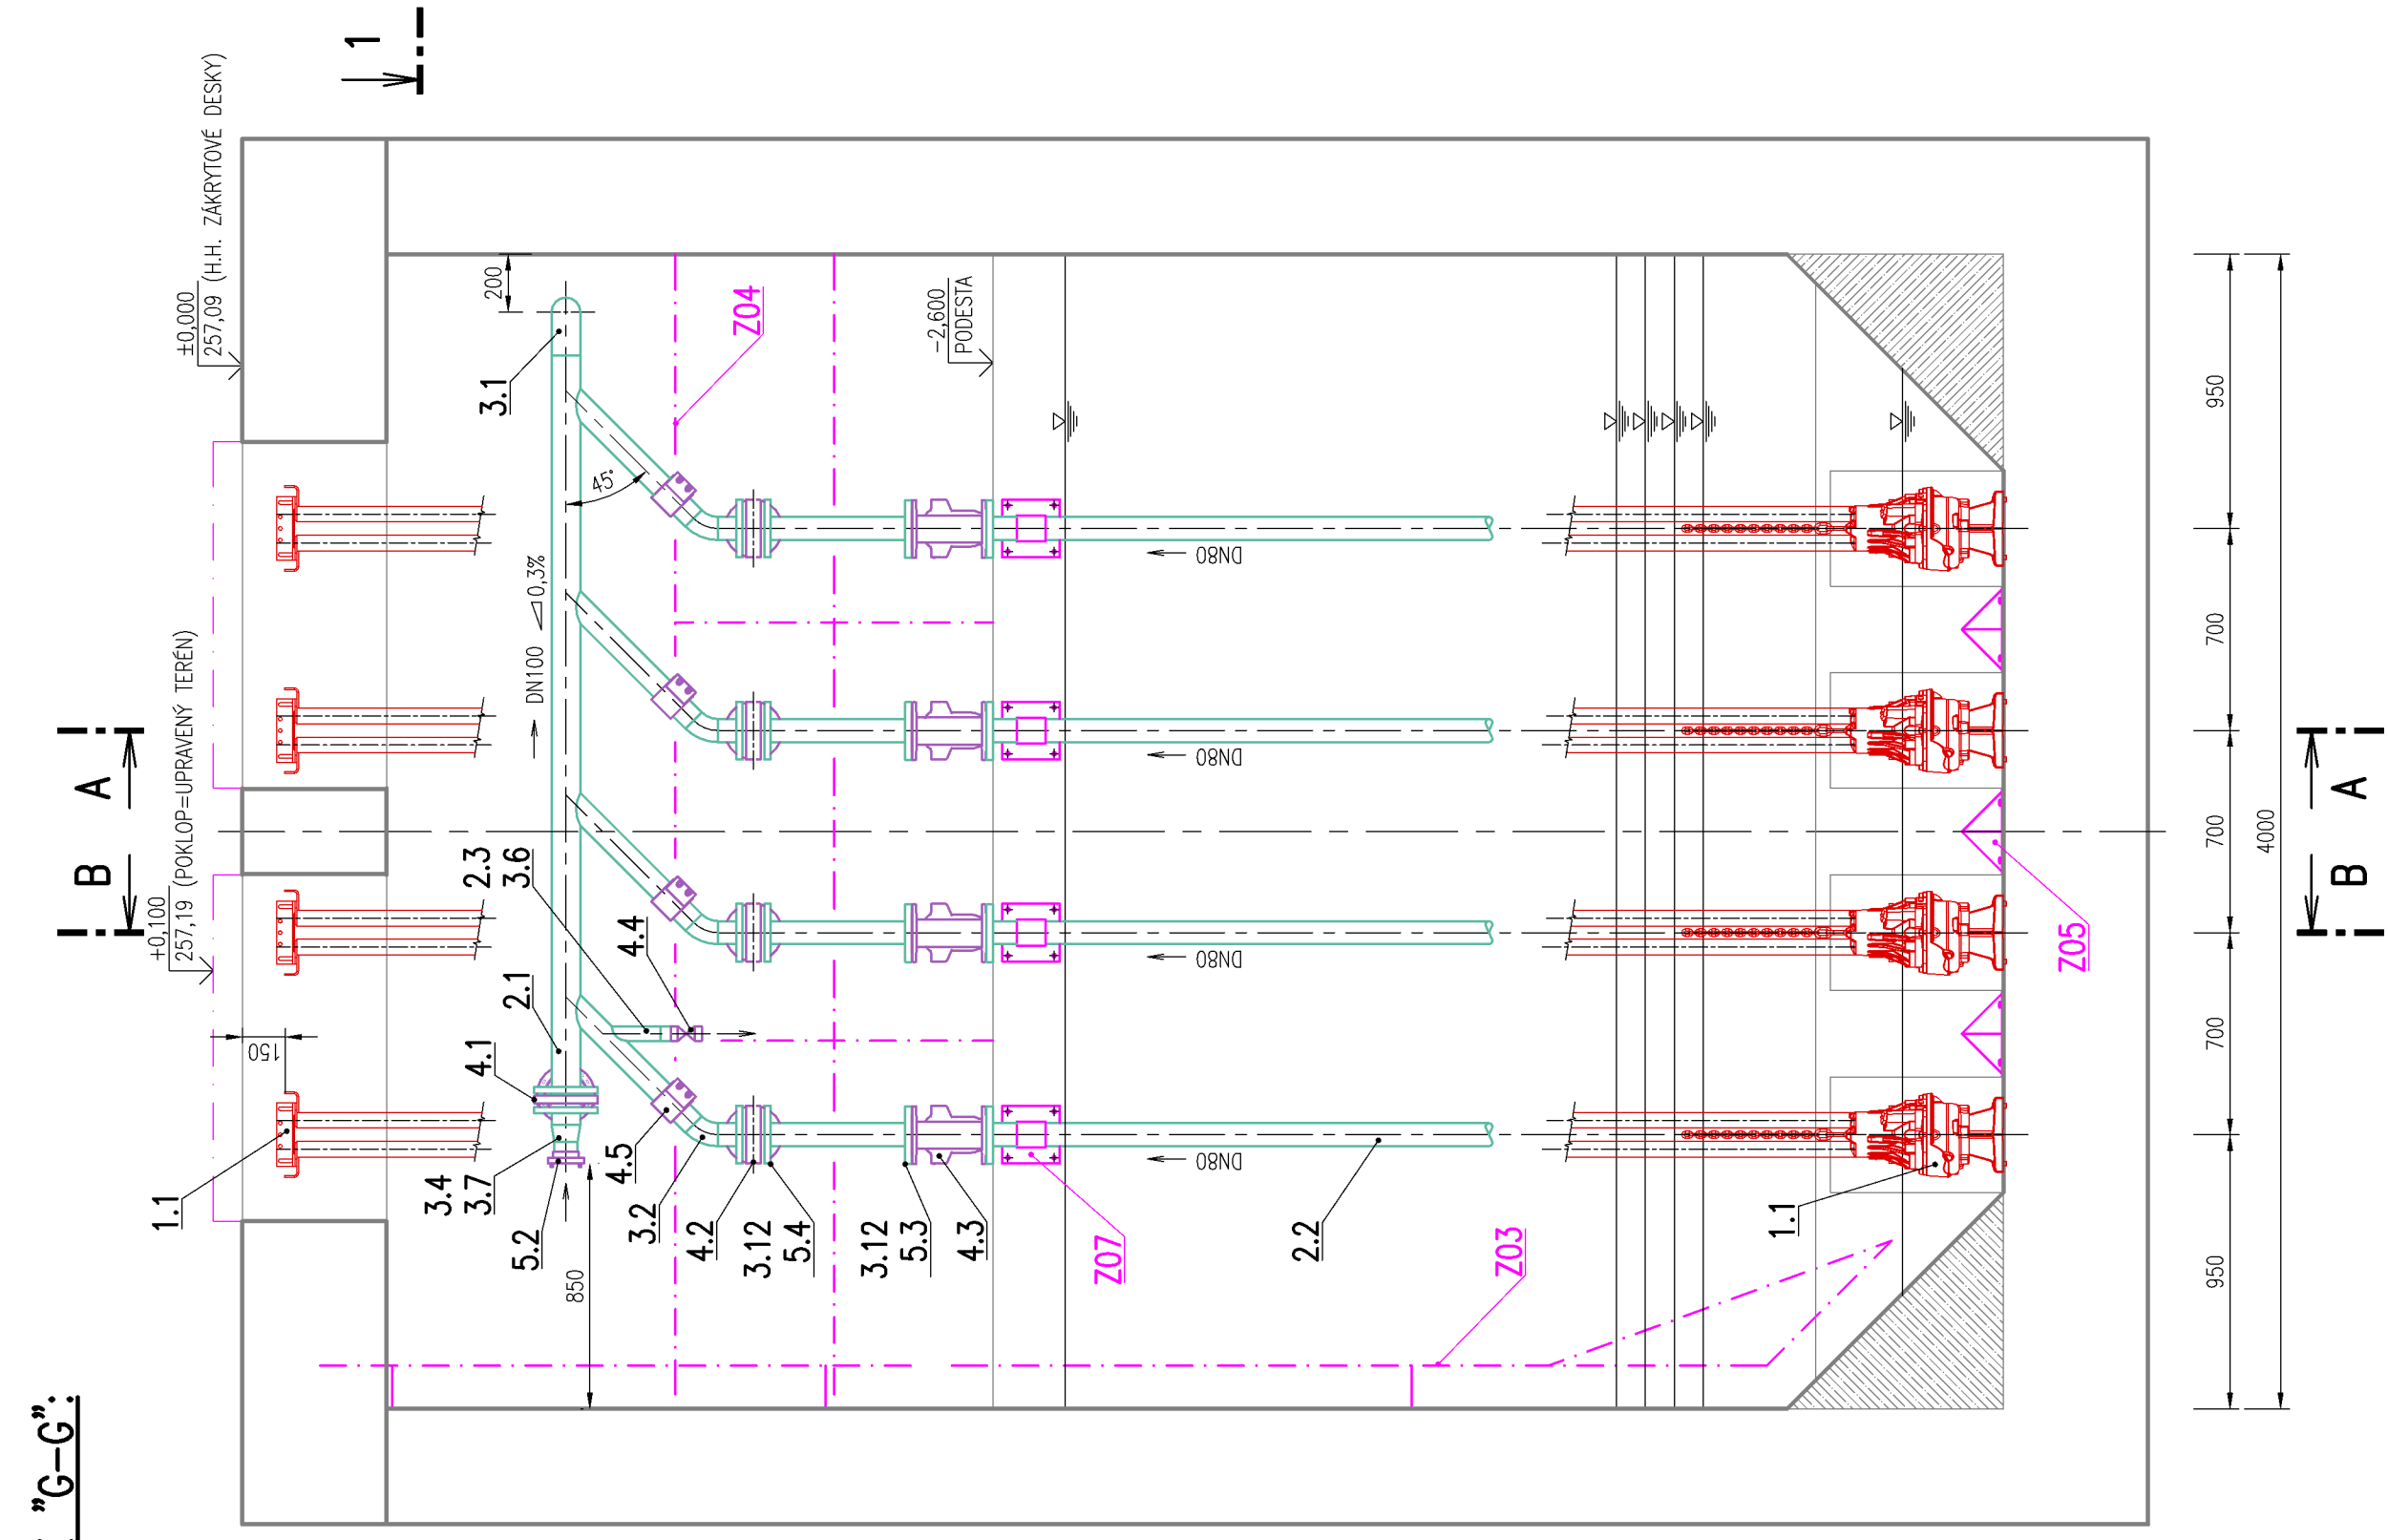 "G-G":
1
±0,000
257,09 (H.H. ZÁKRYTOVÉ DESKY)
+0,100
257,19 (POKLOP=UPRAVENÝ TERÉN)
B
A
150
1.1
200
3.1
Z04
-2,600
PODESTA
45°
DN100
0,3%
2.3
3.6
4.4
2.1
4.1
3.4
3.7
5.2
850
4.5
3.2
4.2
3.12
5.4
3.12
5.3
4.3
Z07
DN80
DN80
DN80
DN80
2.2
Z03
1.1
Z05
950
700
700
700
950
4000
B
A